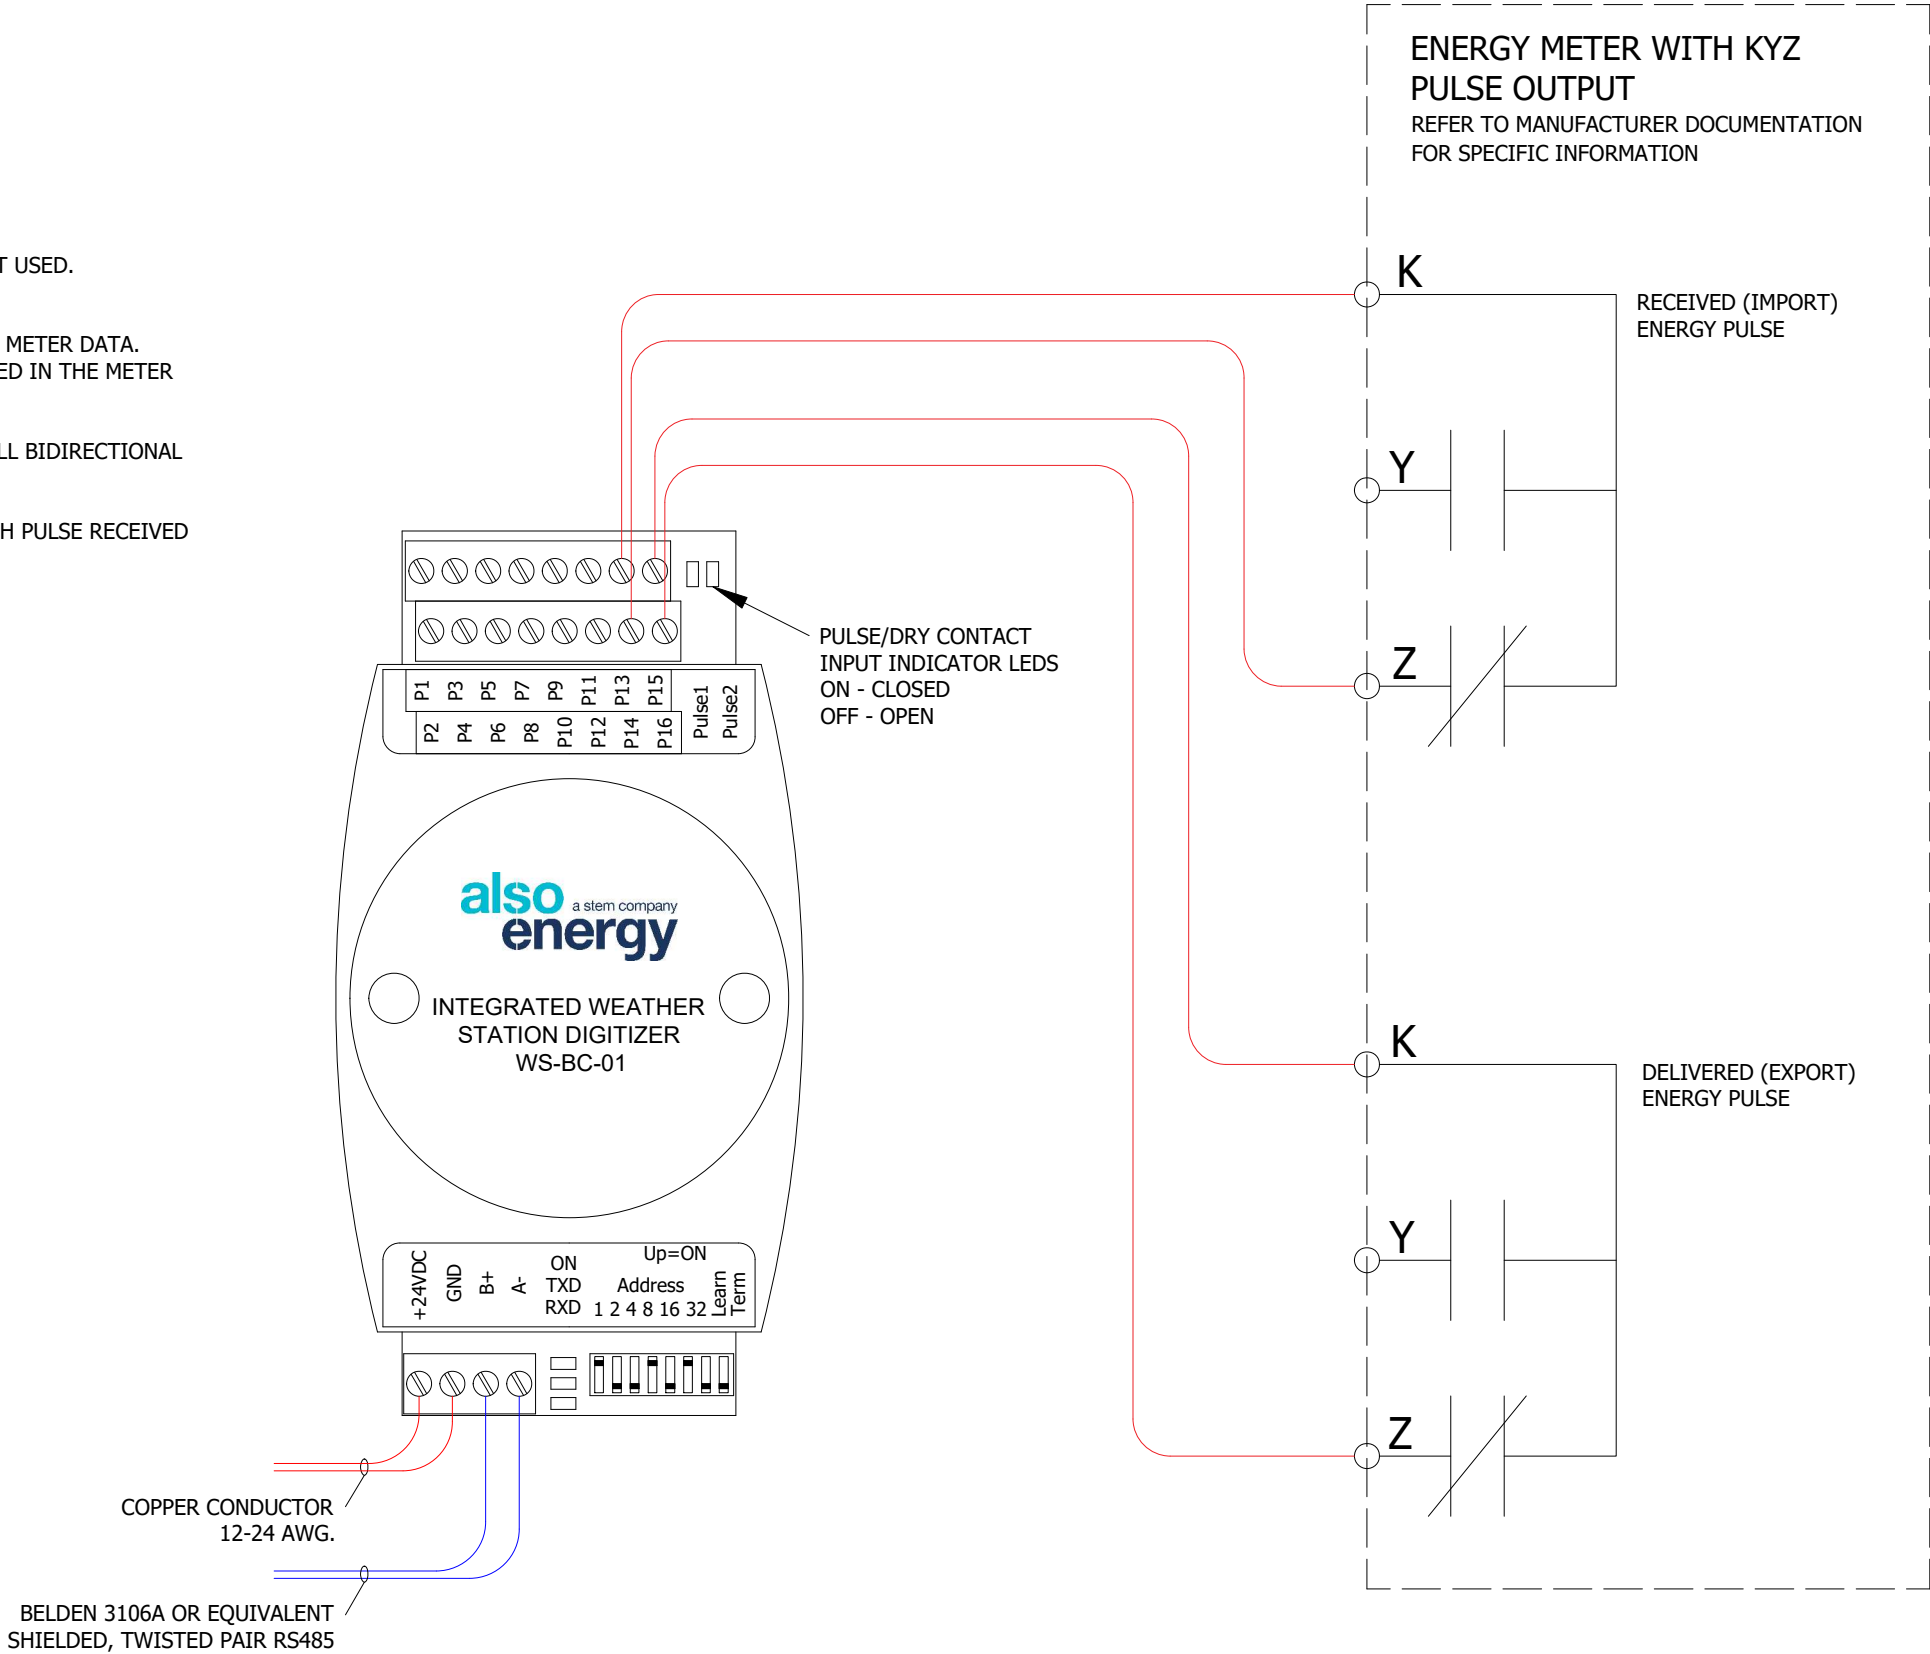 ENERGY METER WITH KYZ
PULSE OUTPUT
REFER TO MANUFACTURER DOCUMENTATION
FOR SPECIFIC INFORMATION
T USED.
METER DATA.
ED IN THE METER
LL BIDIRECTIONAL
H PULSE RECEIVED
K
RECEIVED (IMPORT)
ENERGY PULSE
Y
Z
PULSE/DRY CONTACT
INPUT INDICATOR LEDS
ON - CLOSED
OFF - OPEN
P1 P3 P5 P7 P9 P11 P13 P15
P2 P4 P6 P8 P10 P12 P14 P16
Pulse1
Pulse2
also
a stem company
energy
INTEGRATED WEATHER
STATION DIGITIZER
WS-BC-01
K
DELIVERED (EXPORT)
ENERGY PULSE
Y
Z
+24VDC
GND
B+
A-
ON
TXD
RXD
Up=ON
Address
1 2 4 8 16 32
Learn
Term
COPPER CONDUCTOR
12-24 AWG.
BELDEN 3106A OR EQUIVALENT
SHIELDED, TWISTED PAIR RS485